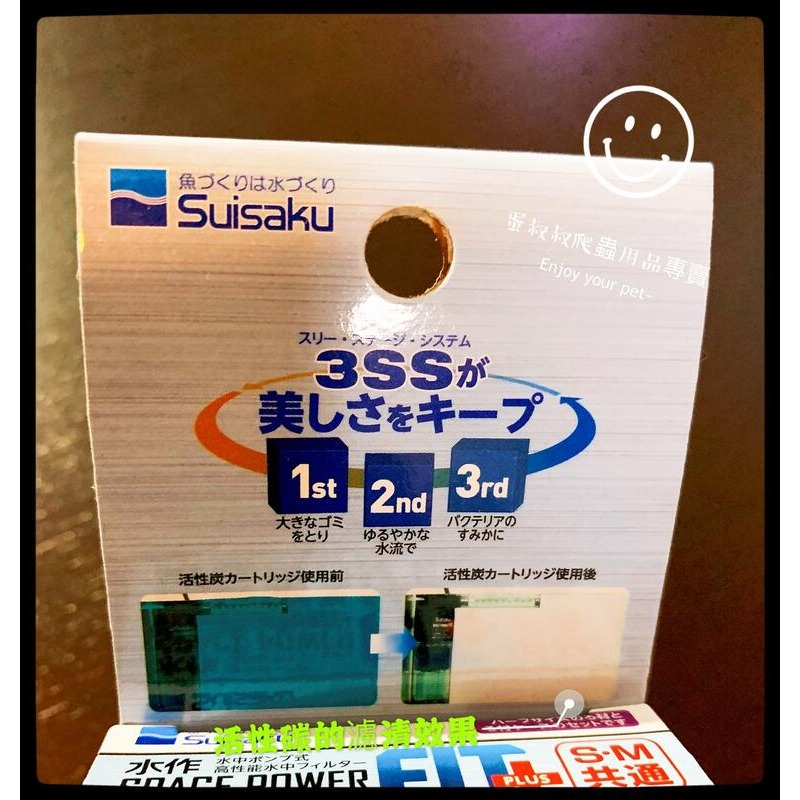 魚づくりは水づくり
Suisaku
蛋叔叔爬蟲用品專賣
Enjoy your pet~
スリー・ステージ・システム
3SSが
美しさをキープ
1st
2nd
3rd
大きなゴミ
をとり
ゆるやかな
水流で
バクテリアの
すみかに
活性炭カートリッジ使用前
活性炭カートリッジ使用後
活性碳的濾清效果
水作
水中ポンプ式
高性能水中フィルター
SPACE POWER
FIT
PLUS
S・M
共通